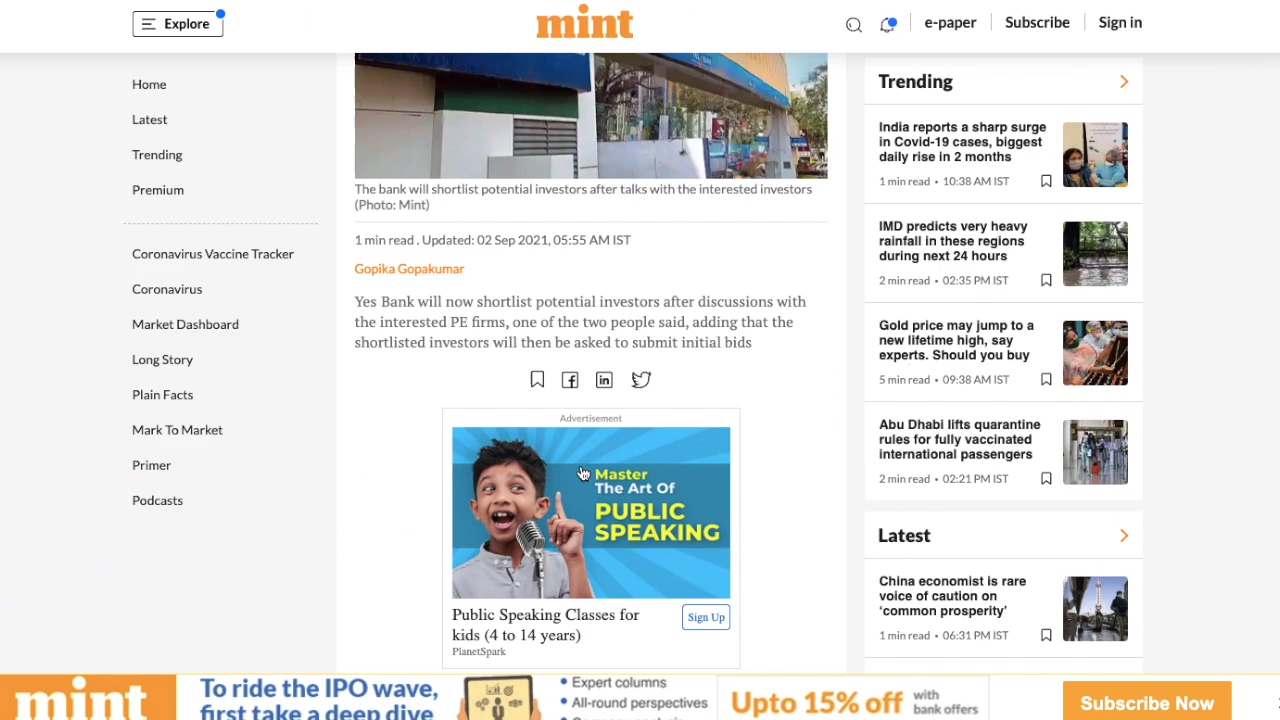 Explore
mint
e-paper
Subscribe
Sign in
Home
Latest
Trending
Premium
Coronavirus Vaccine Tracker
Coronavirus
Market Dashboard
Long Story
Plain Facts
Mark To Market
Primer
Podcasts
The bank will shortlist potential investors after talks with the interested investors
(Photo: Mint)
1 min read . Updated: 02 Sep 2021, 05:55 AM IST
Gopika Gopakumar
Yes Bank will now shortlist potential investors after discussions with
the interested PE firms, one of the two people said, adding that the
shortlisted investors will then be asked to submit initial bids
Advertisement
Master
The Art Of
PUBLIC
SPEAKING
Public Speaking Classes for
kids (4 to 14 years)
Sign Up
PlanetSpark
Trending
India reports a sharp surge
in Covid-19 cases, biggest
daily rise in 2 months
1 min read • 10:38 AM IST
IMD predicts very heavy
rainfall in these regions
during next 24 hours
2 min read • 02:35 PM IST
Gold price may jump to a
new lifetime high, say
experts. Should you buy
5 min read • 09:38 AM IST
Abu Dhabi lifts quarantine
rules for fully vaccinated
international passengers
2 min read • 02:21 PM IST
Latest
China economist is rare
voice of caution on
‘common prosperity’
1 min read • 06:31 PM IST
mint
To ride the IPO wave,
first take a deep dive
• Expert columns
• All-round perspectives
Upto 15% off
with
bank offers
Subscribe Now